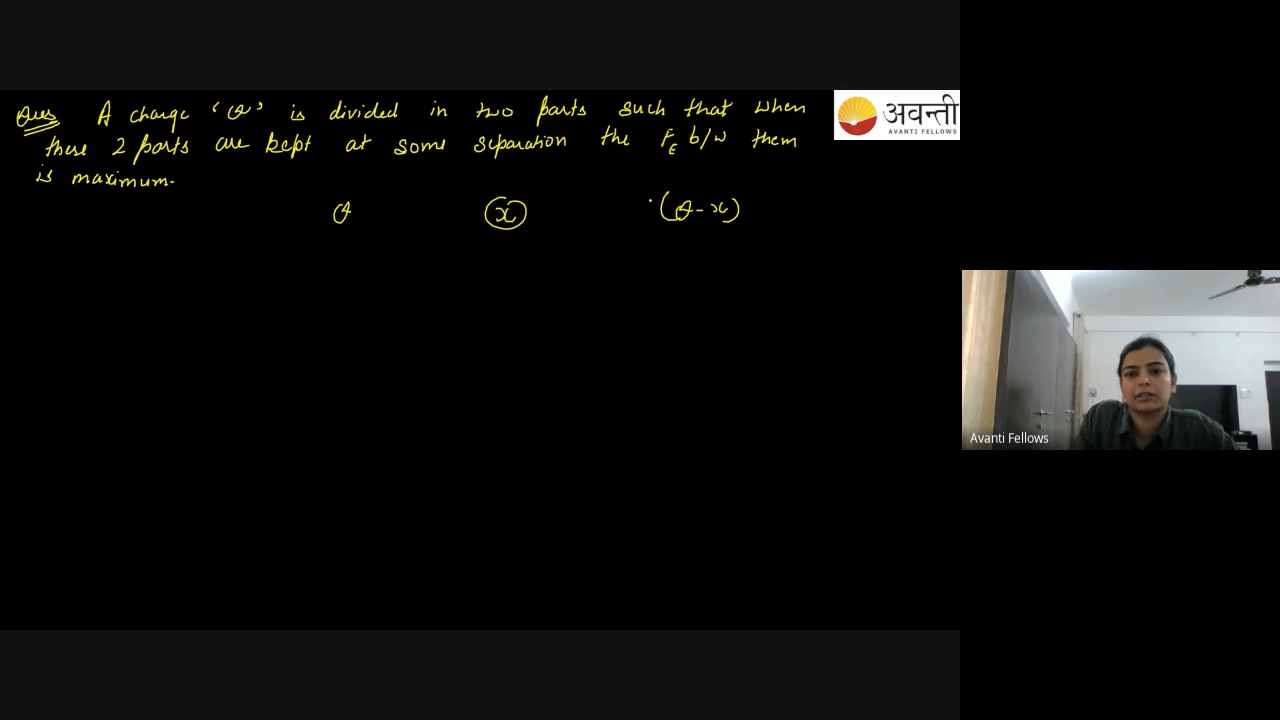 Ques A charge 'Q' is divided in two parts such that when
these 2 parts are kept at some separation the F_E b/w them
is maximum.
Q (x) (Q-x)
अवन्ती
AVANTI FELLOWS
Avanti Fellows